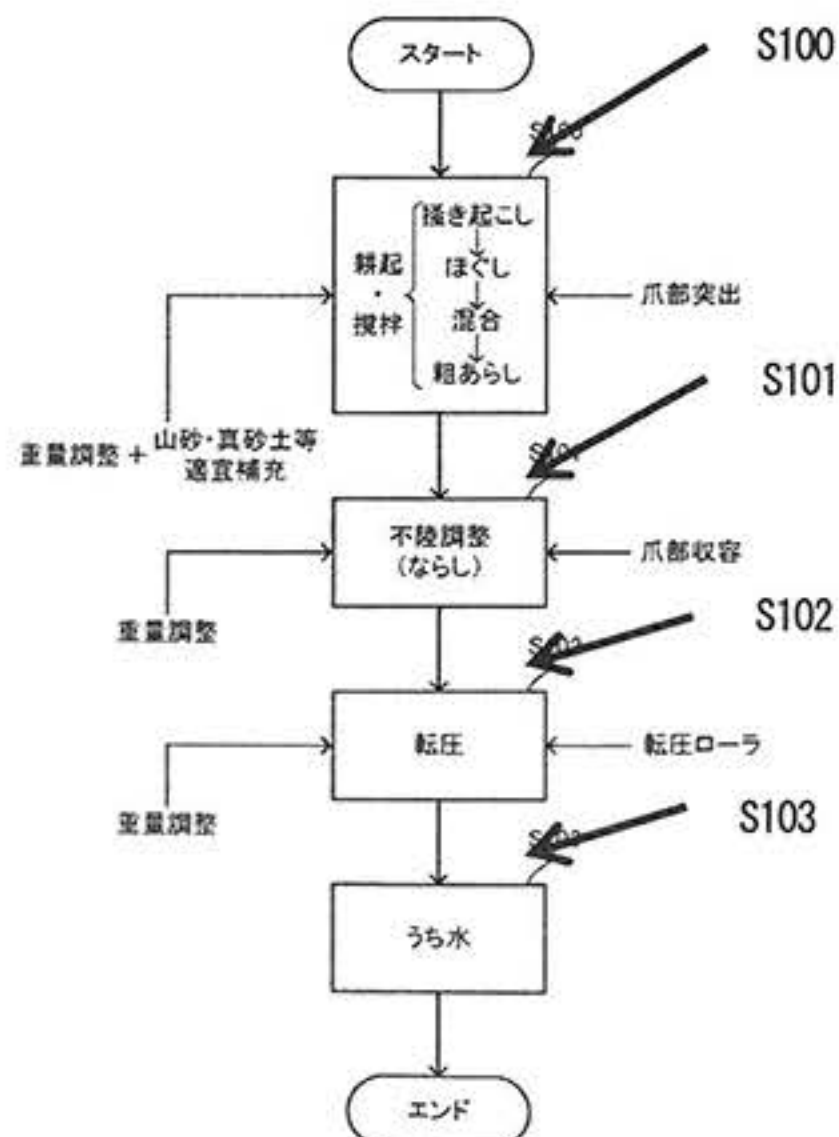 スタート
S100
S100
掻き起こし
耕起
・
撹拌
ほぐし
混合
粗あらし
爪部突出
重量調整 + 山砂・真砂土等
適宜補充
S101
S101
不陸調整
(ならし)
爪部収容
重量調整
S102
S102
転圧
転圧ローラ
重量調整
S103
S103
うち水
エンド